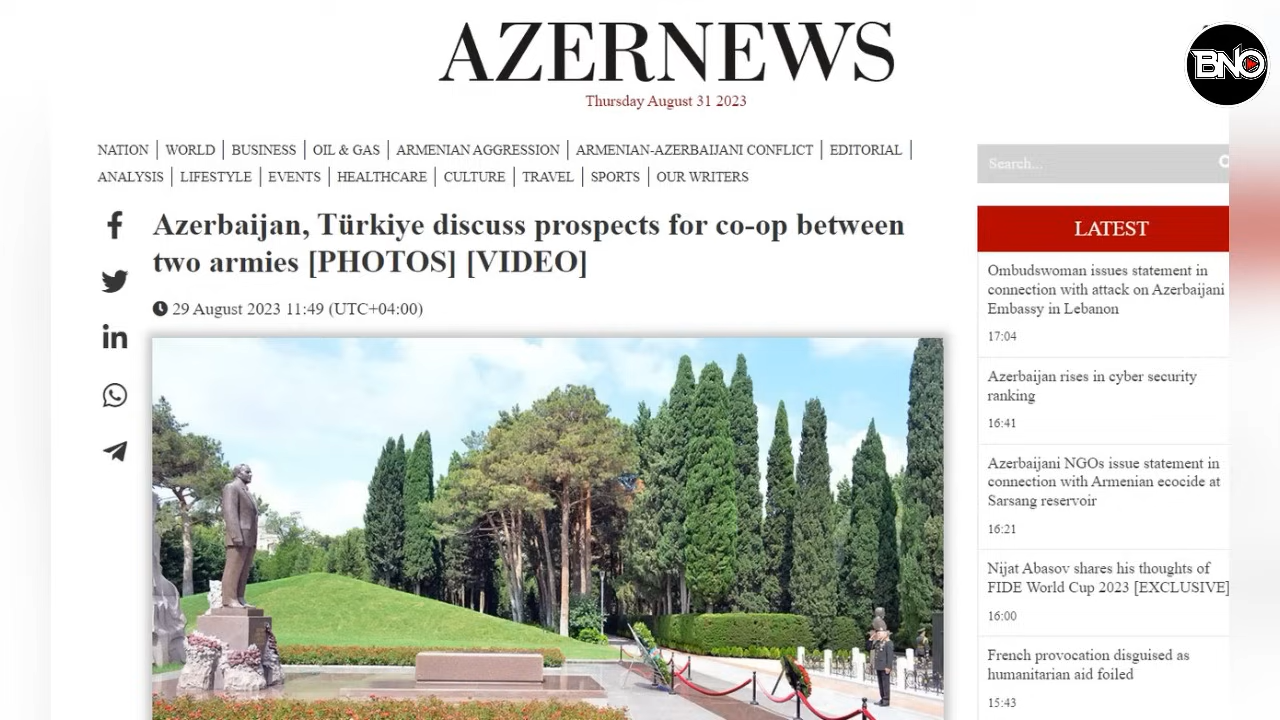 AZERNEWS
Thursday August 31 2023
BNO
NATION | WORLD | BUSINESS | OIL & GAS | ARMENIAN AGGRESSION | ARMENIAN-AZERBAIJANI CONFLICT | EDITORIAL |
ANALYSIS | LIFESTYLE | EVENTS | HEALTHCARE | CULTURE | TRAVEL | SPORTS | OUR WRITERS
Azerbaijan, Türkiye discuss prospects for co-op between
two armies [PHOTOS] [VIDEO]
29 August 2023 11:49 (UTC+04:00)
Search...
LATEST
Ombudswoman issues statement in
connection with attack on Azerbaijani
Embassy in Lebanon
17:04
Azerbaijan rises in cyber security
ranking
16:41
Azerbaijani NGOs issue statement in
connection with Armenian ecocide at
Sarsang reservoir
16:21
Nijat Abasov shares his thoughts of
FIDE World Cup 2023 [EXCLUSIVE]
16:00
French provocation disguised as
humanitarian aid foiled
15:43